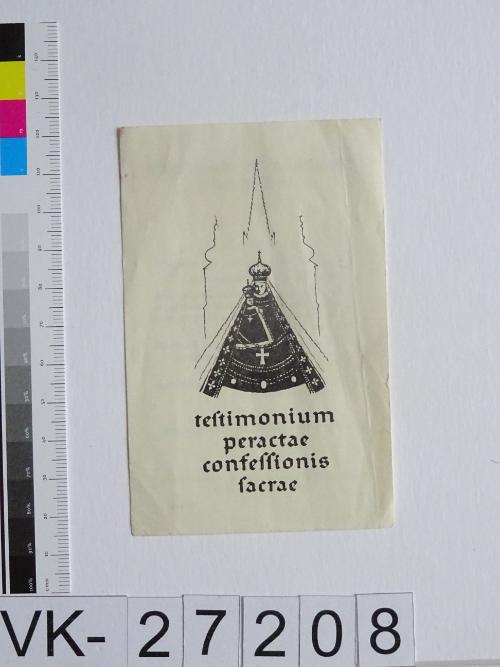 teſtimonium
peractae
confeſſionis
ſacrae
VK-27208